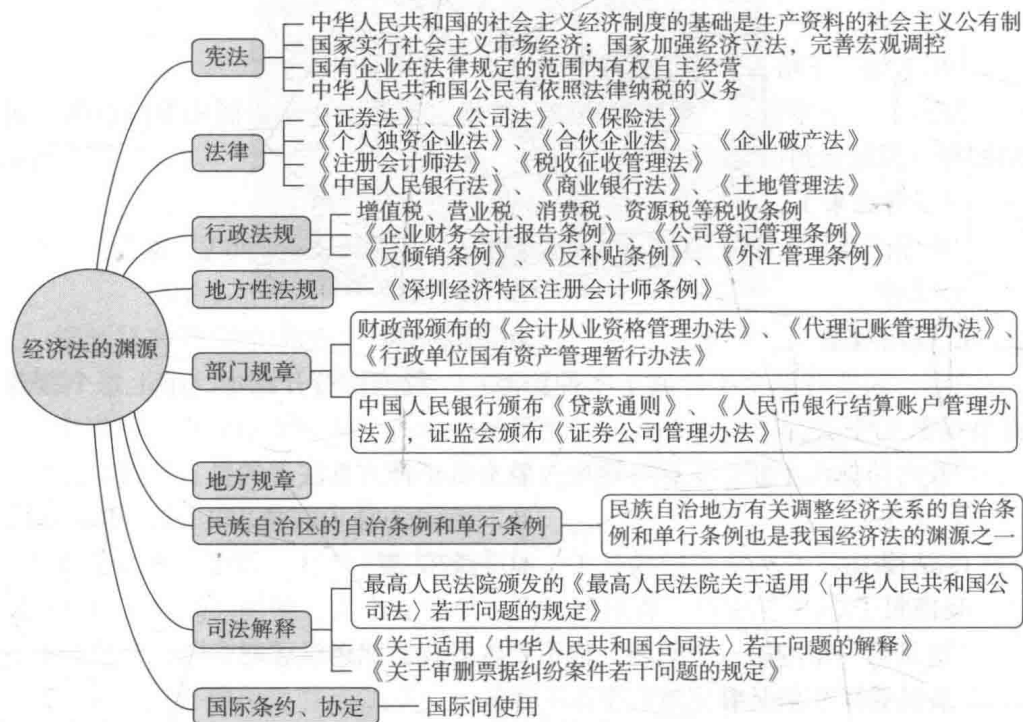 经济法的渊源
宪法
中华人民共和国的社会主义经济制度的基础是生产资料的社会主义公有制
国家实行社会主义市场经济；国家加强经济立法，完善宏观调控
国有企业在法律规定的范围内有权自主经营
中华人民共和国公民有依照法律纳税的义务
法律
《证券法》、《公司法》、《保险法》
《个人独资企业法》、《合伙企业法》、《企业破产法》
《注册会计师法》、《税收征收管理法》
《中国人民银行法》、《商业银行法》、《土地管理法》
行政法规
增值税、营业税、消费税、资源税等税收条例
《企业财务会计报告条例》、《公司登记管理条例》
《反倾销条例》、《反补贴条例》、《外汇管理条例》
地方性法规
《深圳经济特区注册会计师条例》
部门规章
财政部颁布的《会计从业资格管理办法》、《代理记账管理办法》、
《行政单位国有资产管理暂行办法》
中国人民银行颁布《贷款通则》、《人民币银行结算账户管理办
法》，证监会颁布《证券公司管理办法》
地方规章
民族自治区的自治条例和单行条例
民族自治地方有关调整经济关系的自治条
例和单行条例也是我国经济法的渊源之一
司法解释
最高人民法院颁发的《最高人民法院关于适用〈中华人民共和国公
司法〉若干问题的规定》
《关于适用〈中华人民共和国合同法〉若干问题的解释》
《关于审删票据纠纷案件若干问题的规定》
国际条约、协定
国际间使用